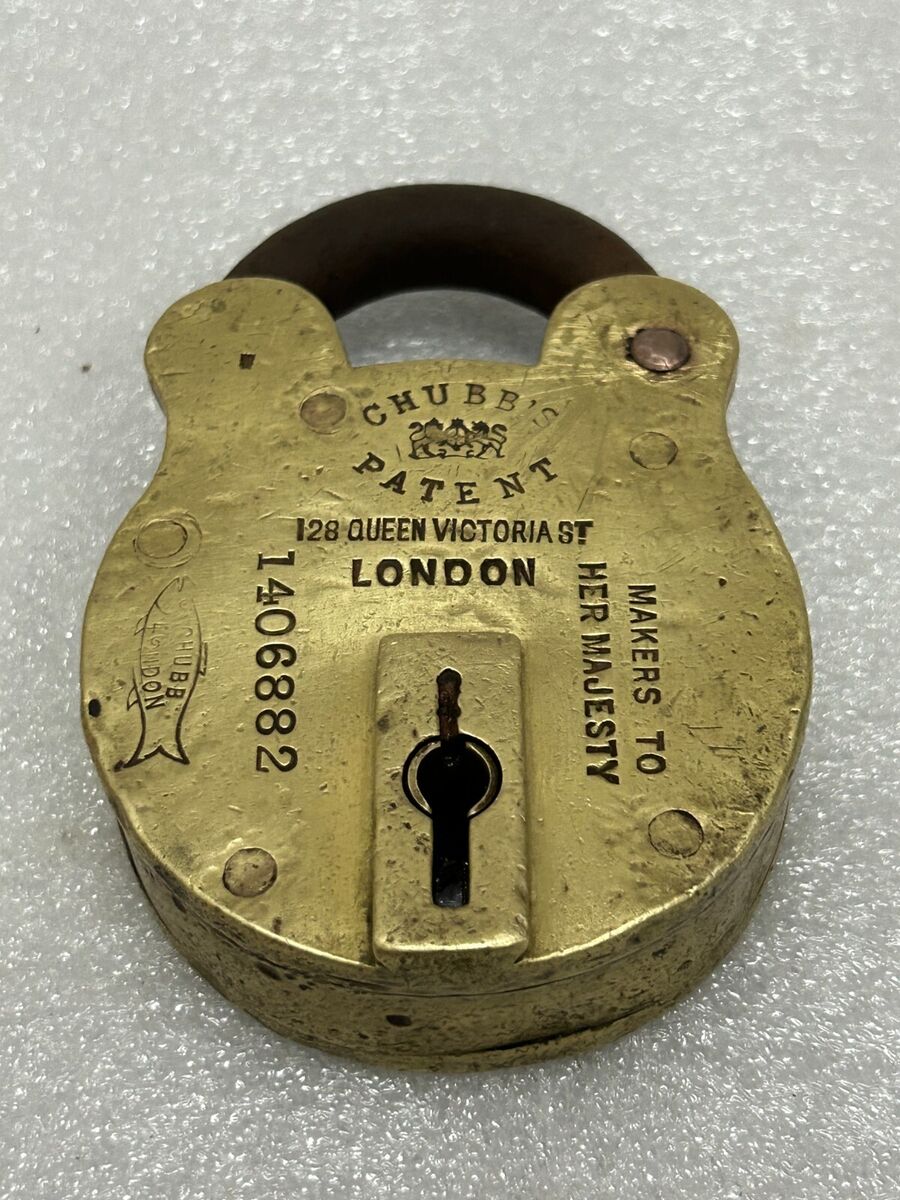 CHUBB'S
PATENT
128 QUEEN VICTORIA ST
LONDON
1406882
MAKERS TO
HER MAJESTY
CHUBB
LONDON